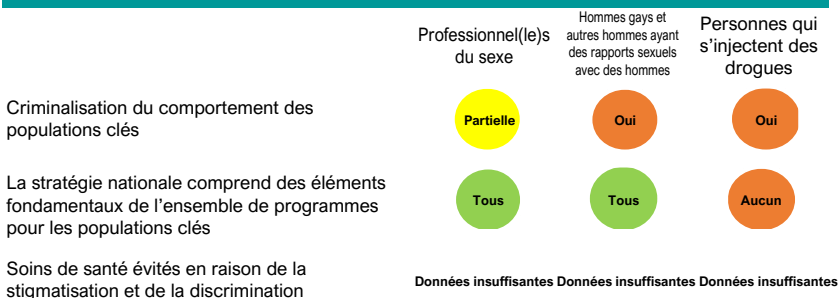 Professionnel(le)s
du sexe
Hommes gays et
autres hommes ayant
des rapports sexuels
avec des hommes
Personnes qui
s'injectent des
drogues
Criminalisation du comportement des
populations clés
Partielle
Oui
Oui
La stratégie nationale comprend des éléments
fondamentaux de l'ensemble de programmes
pour les populations clés
Tous
Tous
Aucun
Soins de santé évités en raison de la
stigmatisation et de la discrimination
Données insuffisantes Données insuffisantes Données insuffisantes